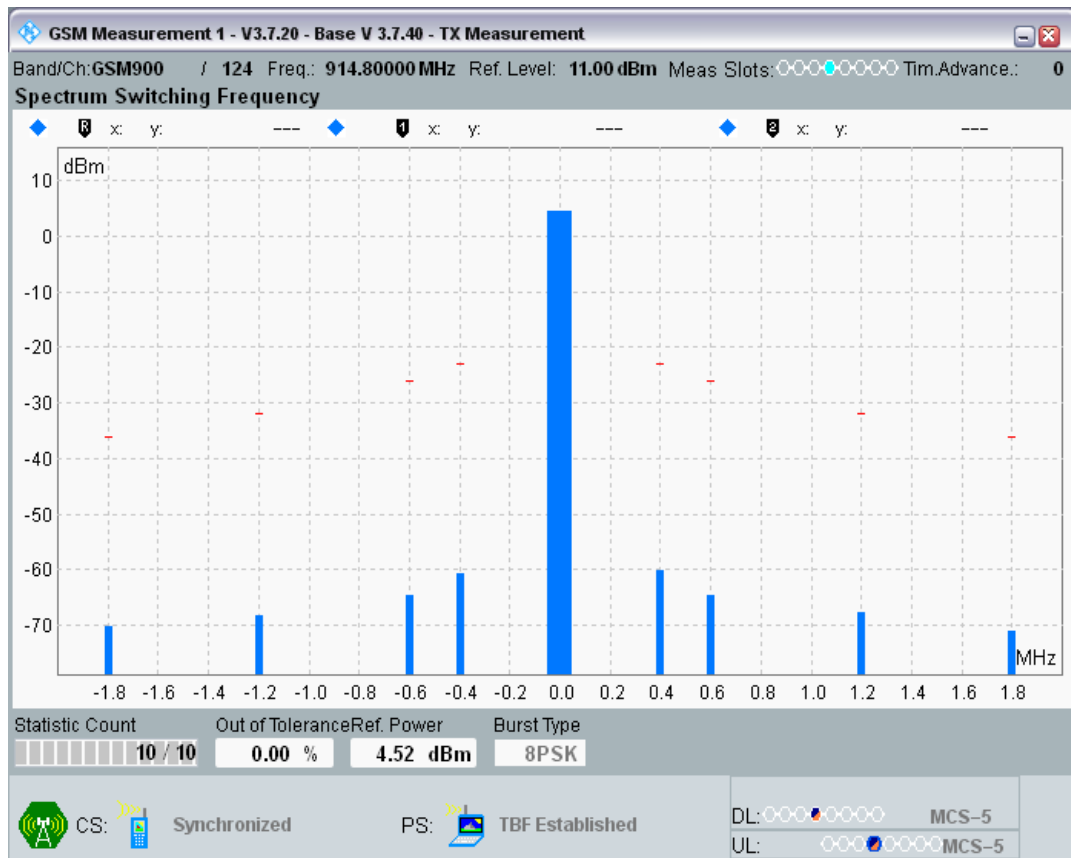 GSM Measurement 1 - V3.7.20 - Base V 3.7.40 - TX Measurement
Band/Ch:GSM900 / 124 Freq.: 914.80000 MHz Ref. Level: 11.00 dBm Meas Slots: Tim.Advance.: 0
Spectrum Switching Frequency
R x: y: --- 1 x: y: --- 2 x: y: ---
dBm
10
0
-10
-20
-30
-40
-50
-60
-70
MHz
-1.8 -1.6 -1.4 -1.2 -1.0 -0.8 -0.6 -0.4 -0.2 0.0 0.2 0.4 0.6 0.8 1.0 1.2 1.4 1.6 1.8
Statistic Count Out of Tolerance Ref. Power Burst Type
10 / 10 0.00 % 4.52 dBm 8PSK
CS: Synchronized PS: TBF Established
DL: MCS-5
UL: MCS-5